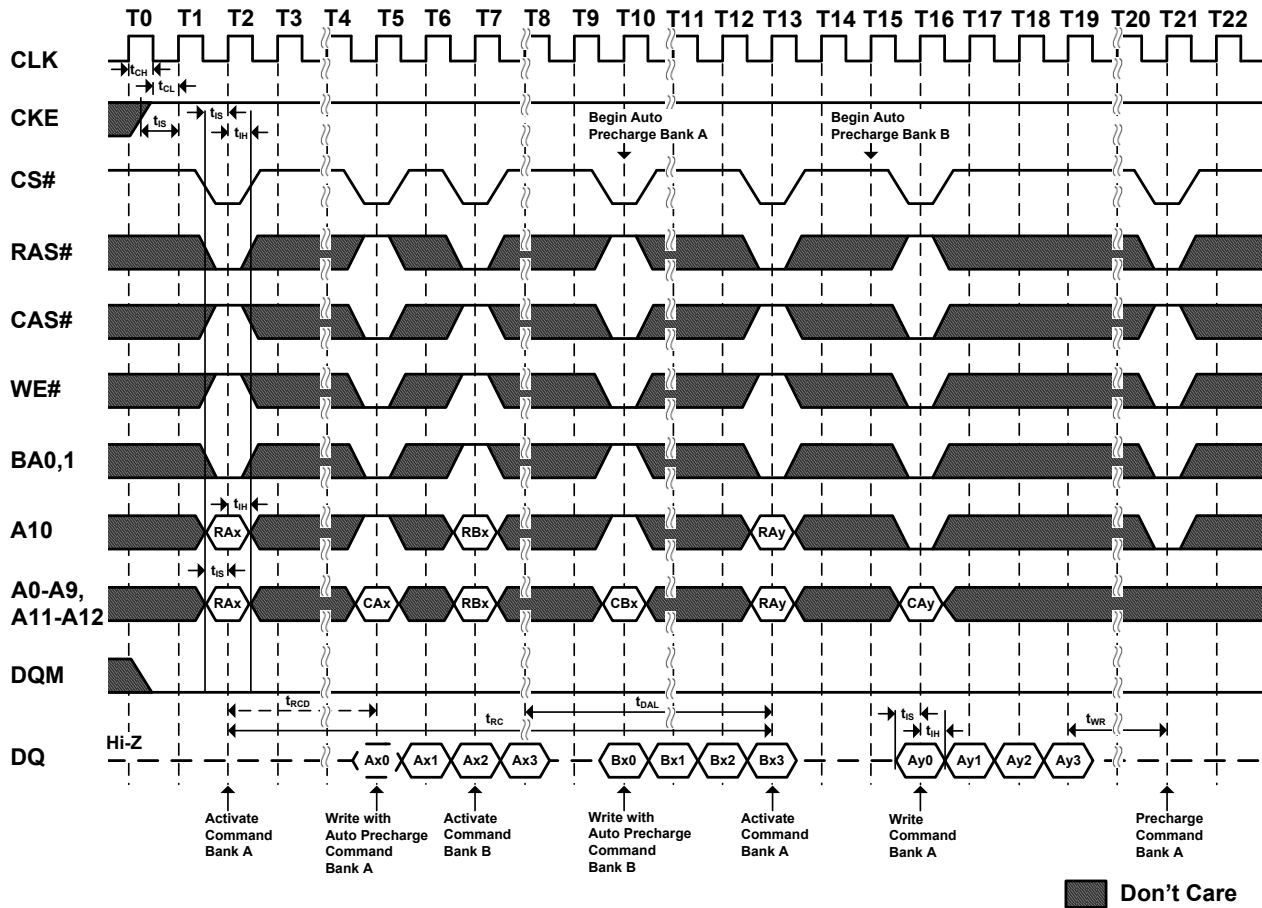 T0 T1 T2 T3 T4 T5 T6 T7 T8 T9 T10 T11 T12 T13 T14 T15 T16 T17 T18 T19 T20 T21 T22
CLK
tCH
tCL
CKE
tIS
tIS
tIH
Begin Auto
Precharge Bank A
Begin Auto
Precharge Bank B
CS#
RAS#
CAS#
WE#
BA0,1
tIH
A10
RAx RBx RAy
tIS
A0-A9,
A11-A12
RAx CAx RBx CBx RAy CAy
DQM
tRCD
tDAL
tRC
tIS
tIH
tWR
Hi-Z
DQ
Ax0 Ax1 Ax2 Ax3 Bx0 Bx1 Bx2 Bx3 Ay0 Ay1 Ay2 Ay3
Activate
Command
Bank A
Write with
Auto Precharge
Command
Bank A
Activate
Command
Bank B
Write with
Auto Precharge
Command
Bank B
Activate
Command
Bank A
Write
Command
Bank A
Precharge
Command
Bank A
Don't Care